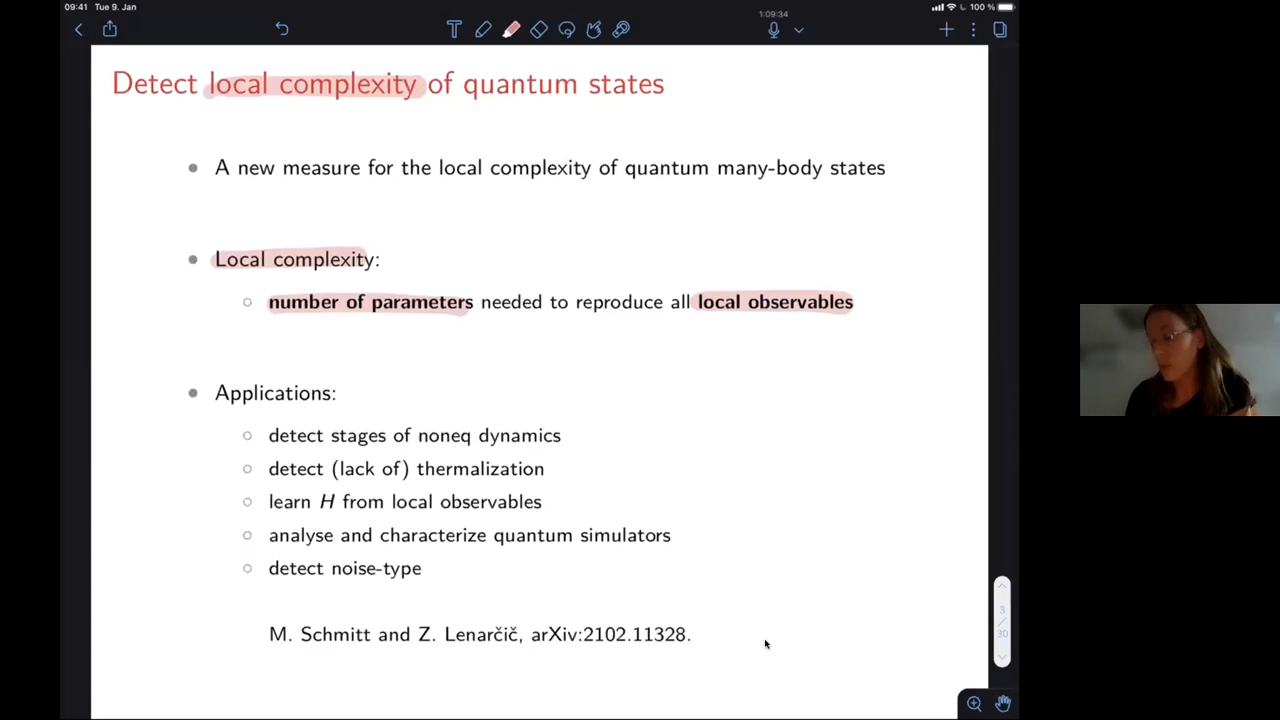 09:41 Tue 9. Jan
100 %
1:09:34
Detect local complexity of quantum states
A new measure for the local complexity of quantum many-body states
Local complexity:
number of parameters needed to reproduce all local observables
Applications:
detect stages of noneq dynamics
detect (lack of) thermalization
learn H from local observables
analyse and characterize quantum simulators
detect noise-type
M. Schmitt and Z. Lenarčič, arXiv:2102.11328.
3
/
30